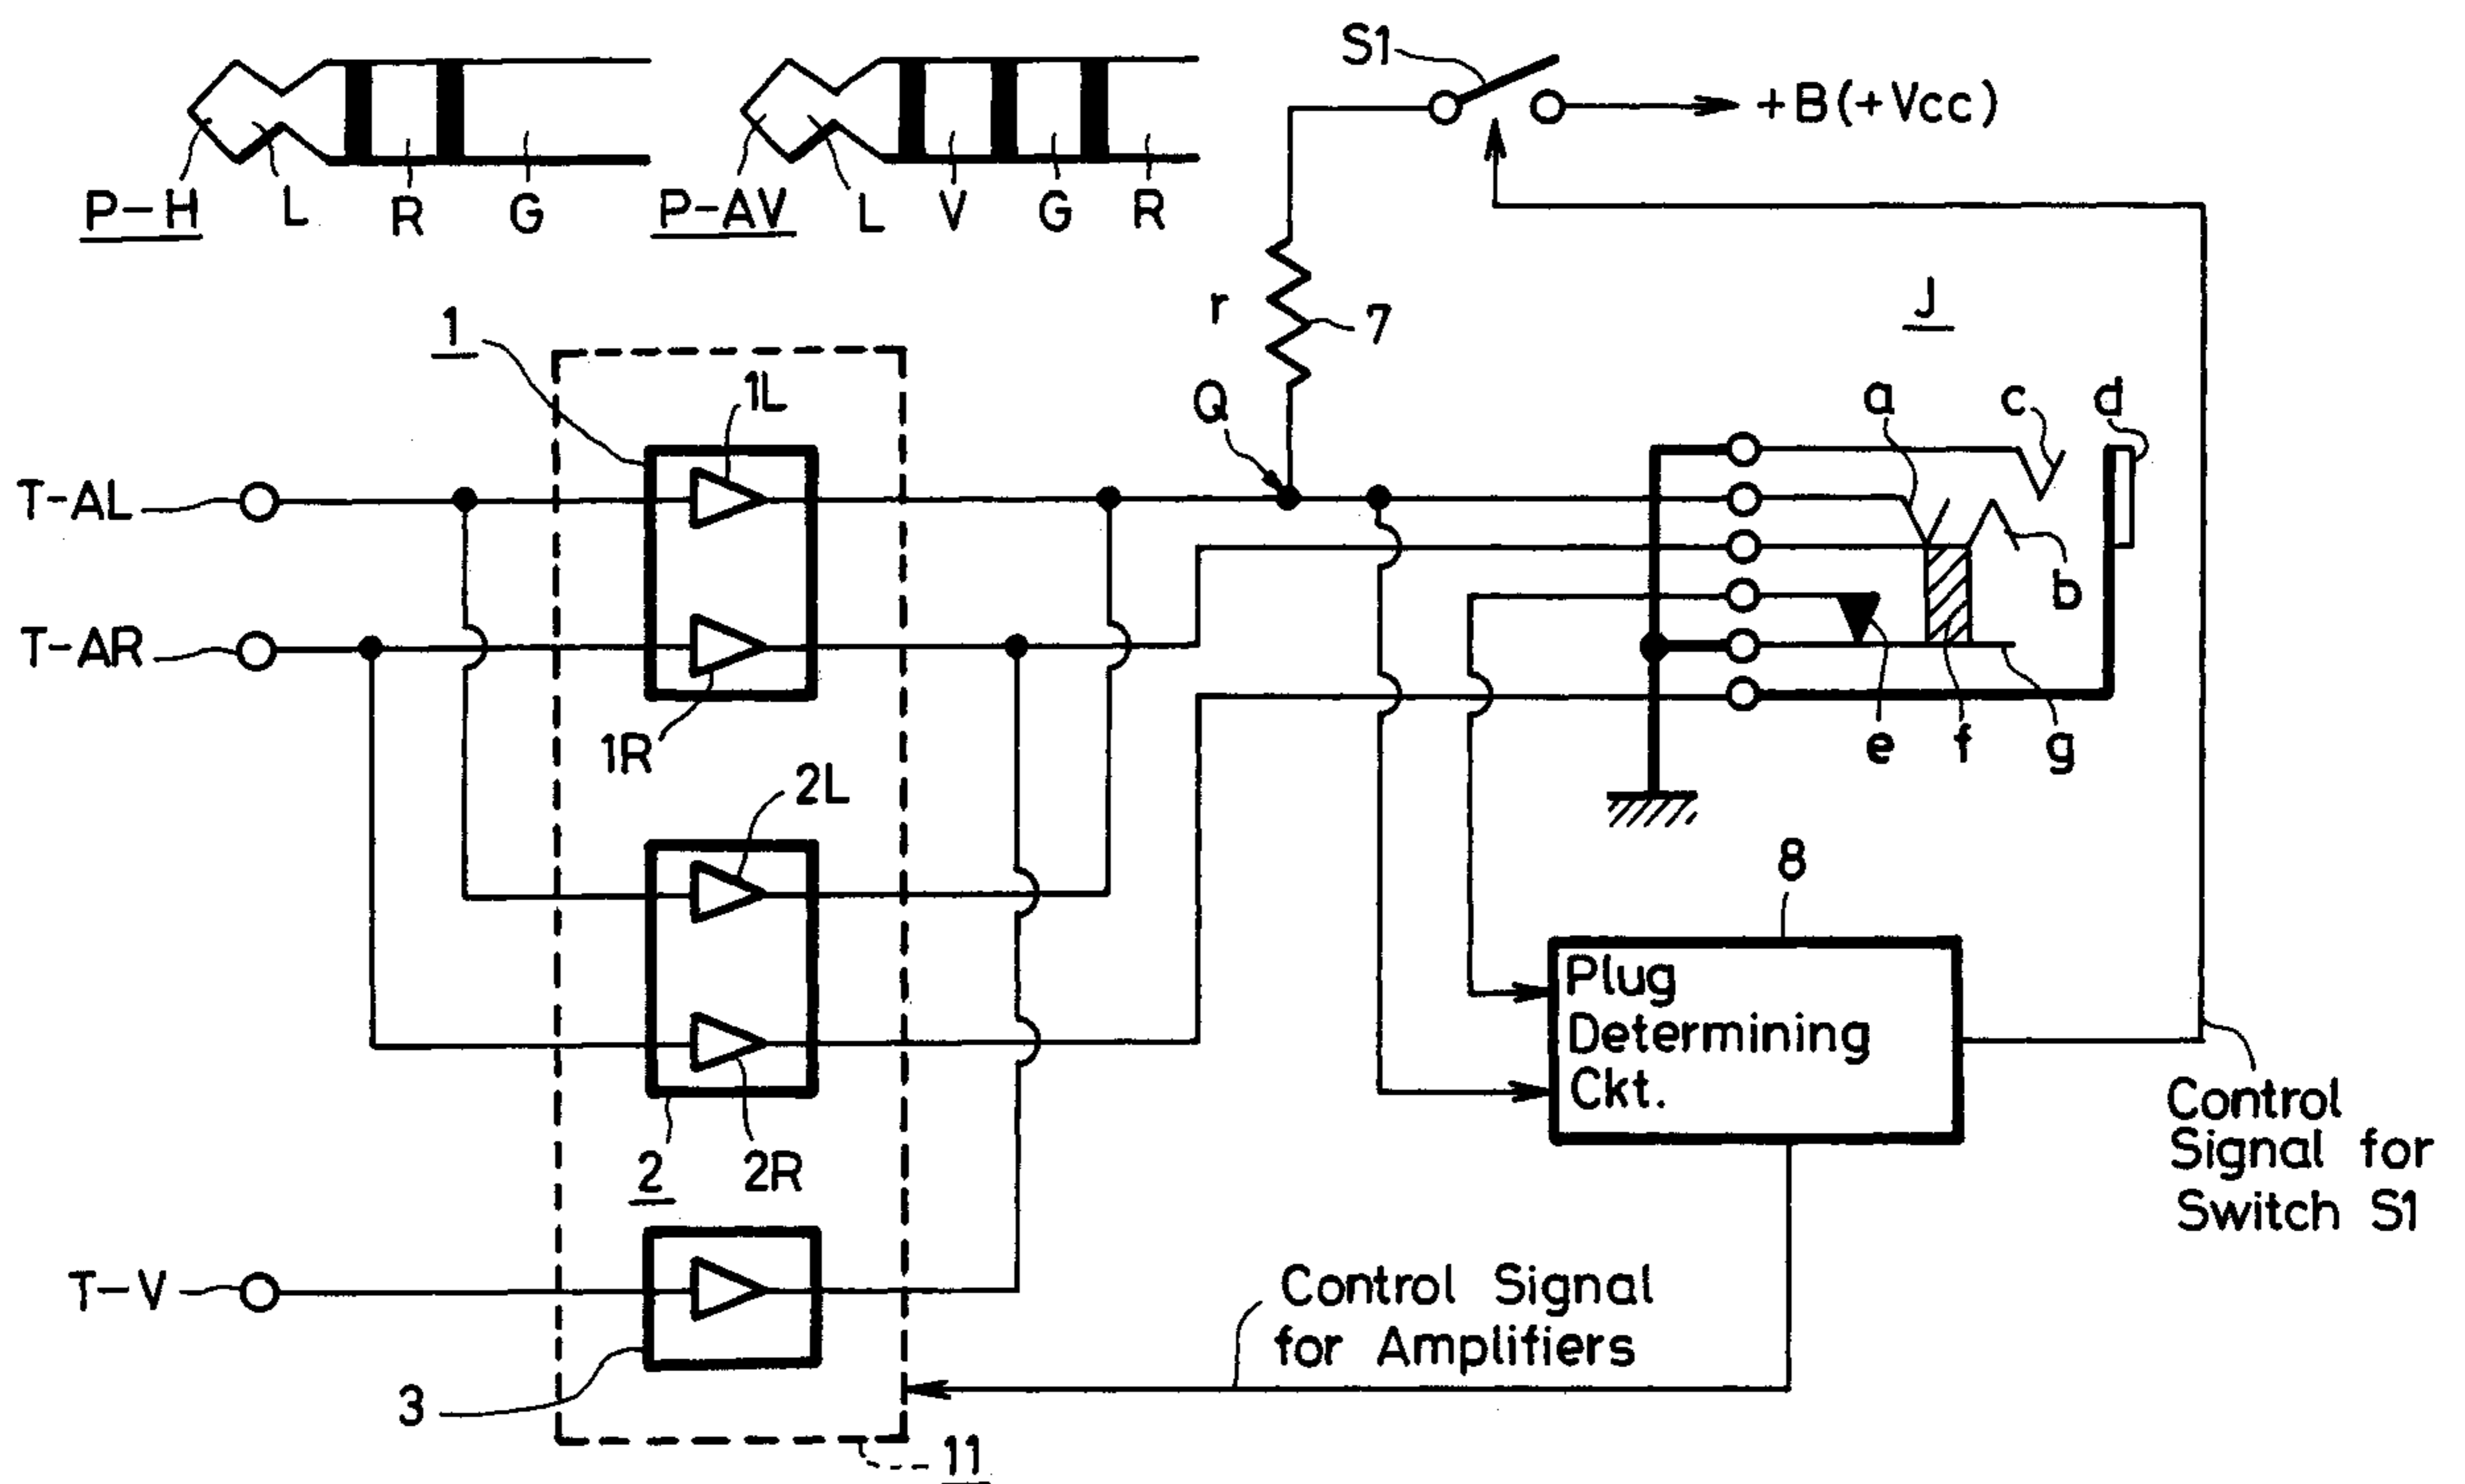 S1
+B(+Vcc)
P-H L R G
P-AV L V G R
r
7
J
1
1L
Q
a
c
d
b
T-AL
T-AR
1R
e
f
g
2L
8
Plug
Determining
Ckt.
2
2R
Control
Signal for
Switch S1
T-V
Control Signal
for Amplifiers
3
11